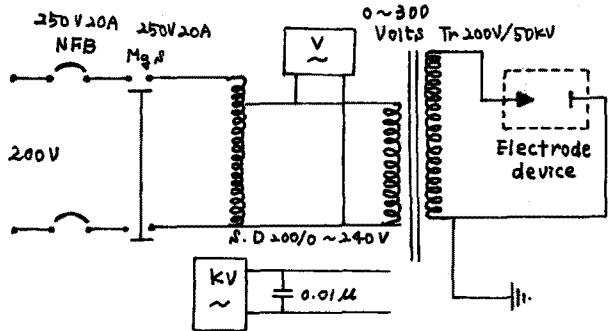 250V 20A
NFB
250V 20A
Mg S
200V
V
~
0~300
Volts
Tr 200V/50kV
Electrode
device
S.D 200/0 ~ 240V
KV
~
0.01μ